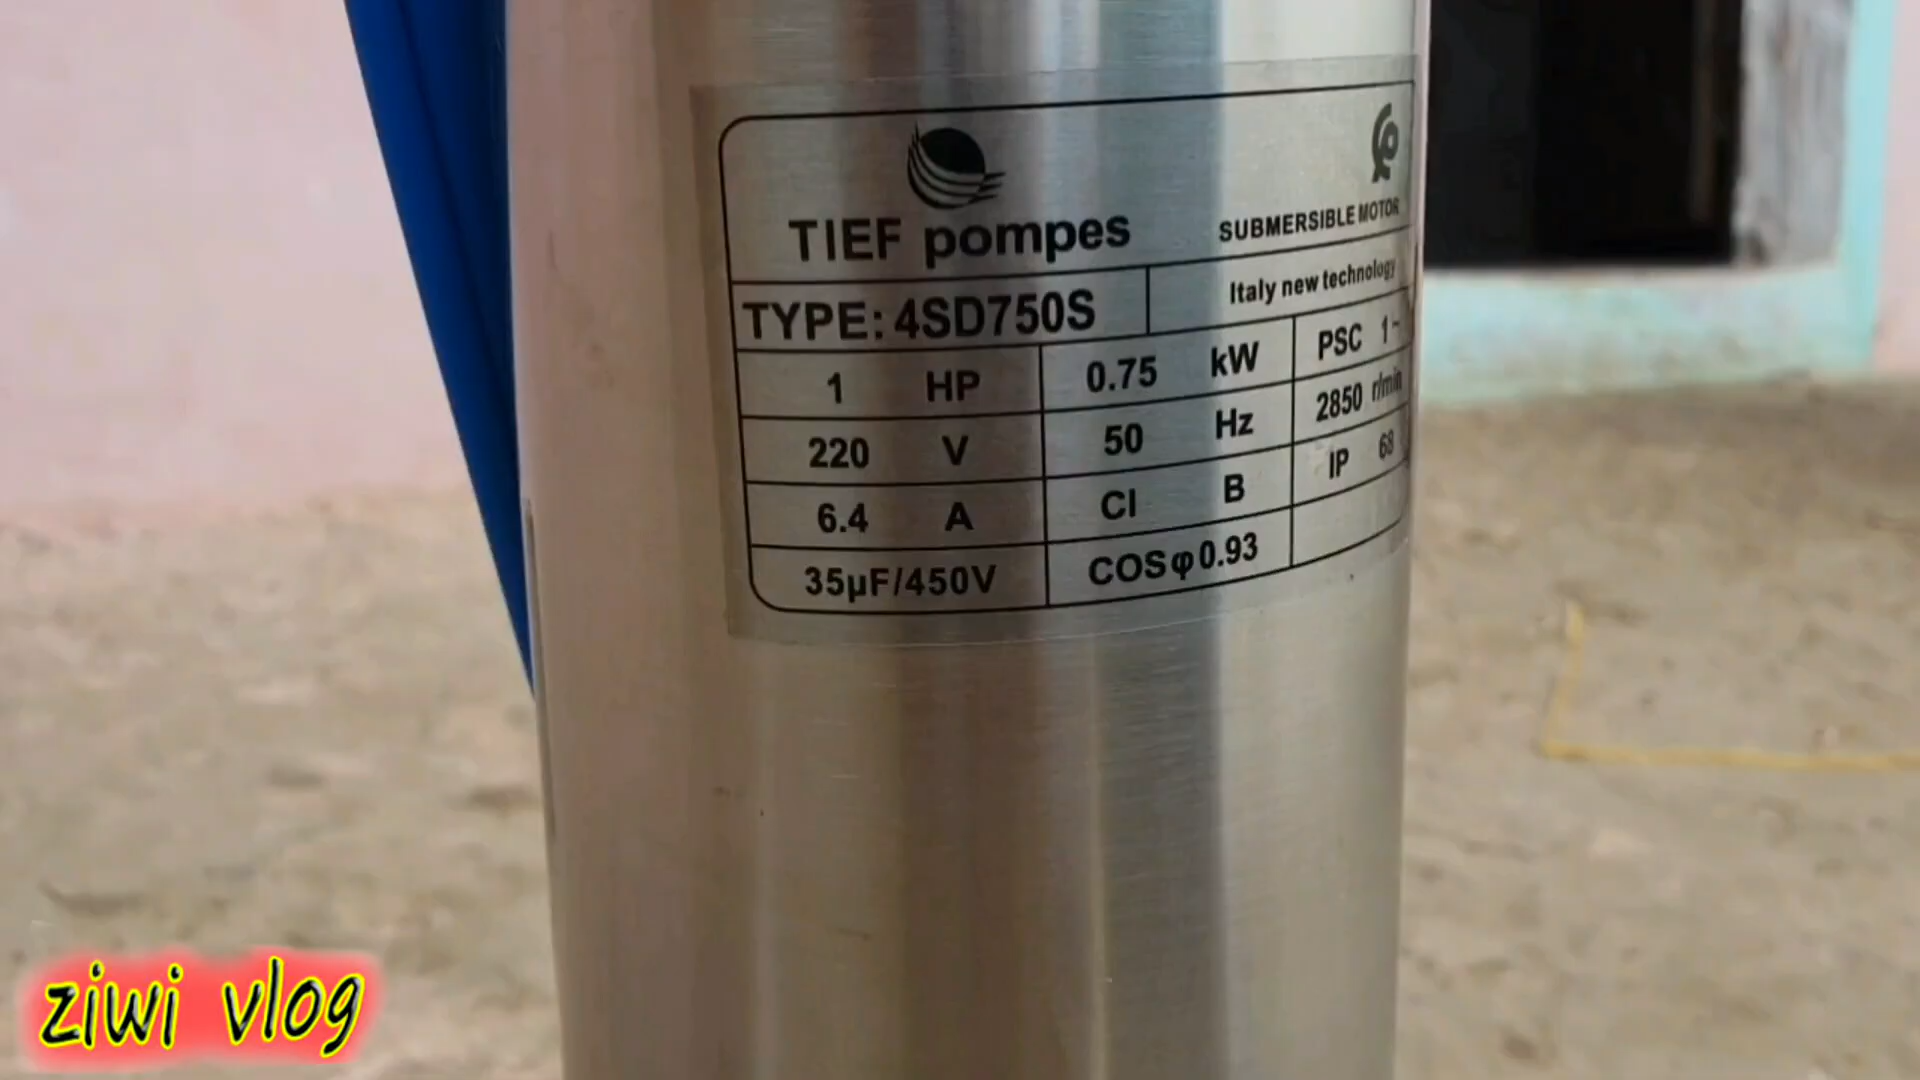 TIEF pompes
SUBMERSIBLE MOTOR
TYPE: 4SD750S
Italy new technology
1 HP 0.75 kW PSC 1~
220 V 50 Hz 2850 r/min
6.4 A Cl B IP 68
35µF/450V COSφ0.93
ziwi vlog